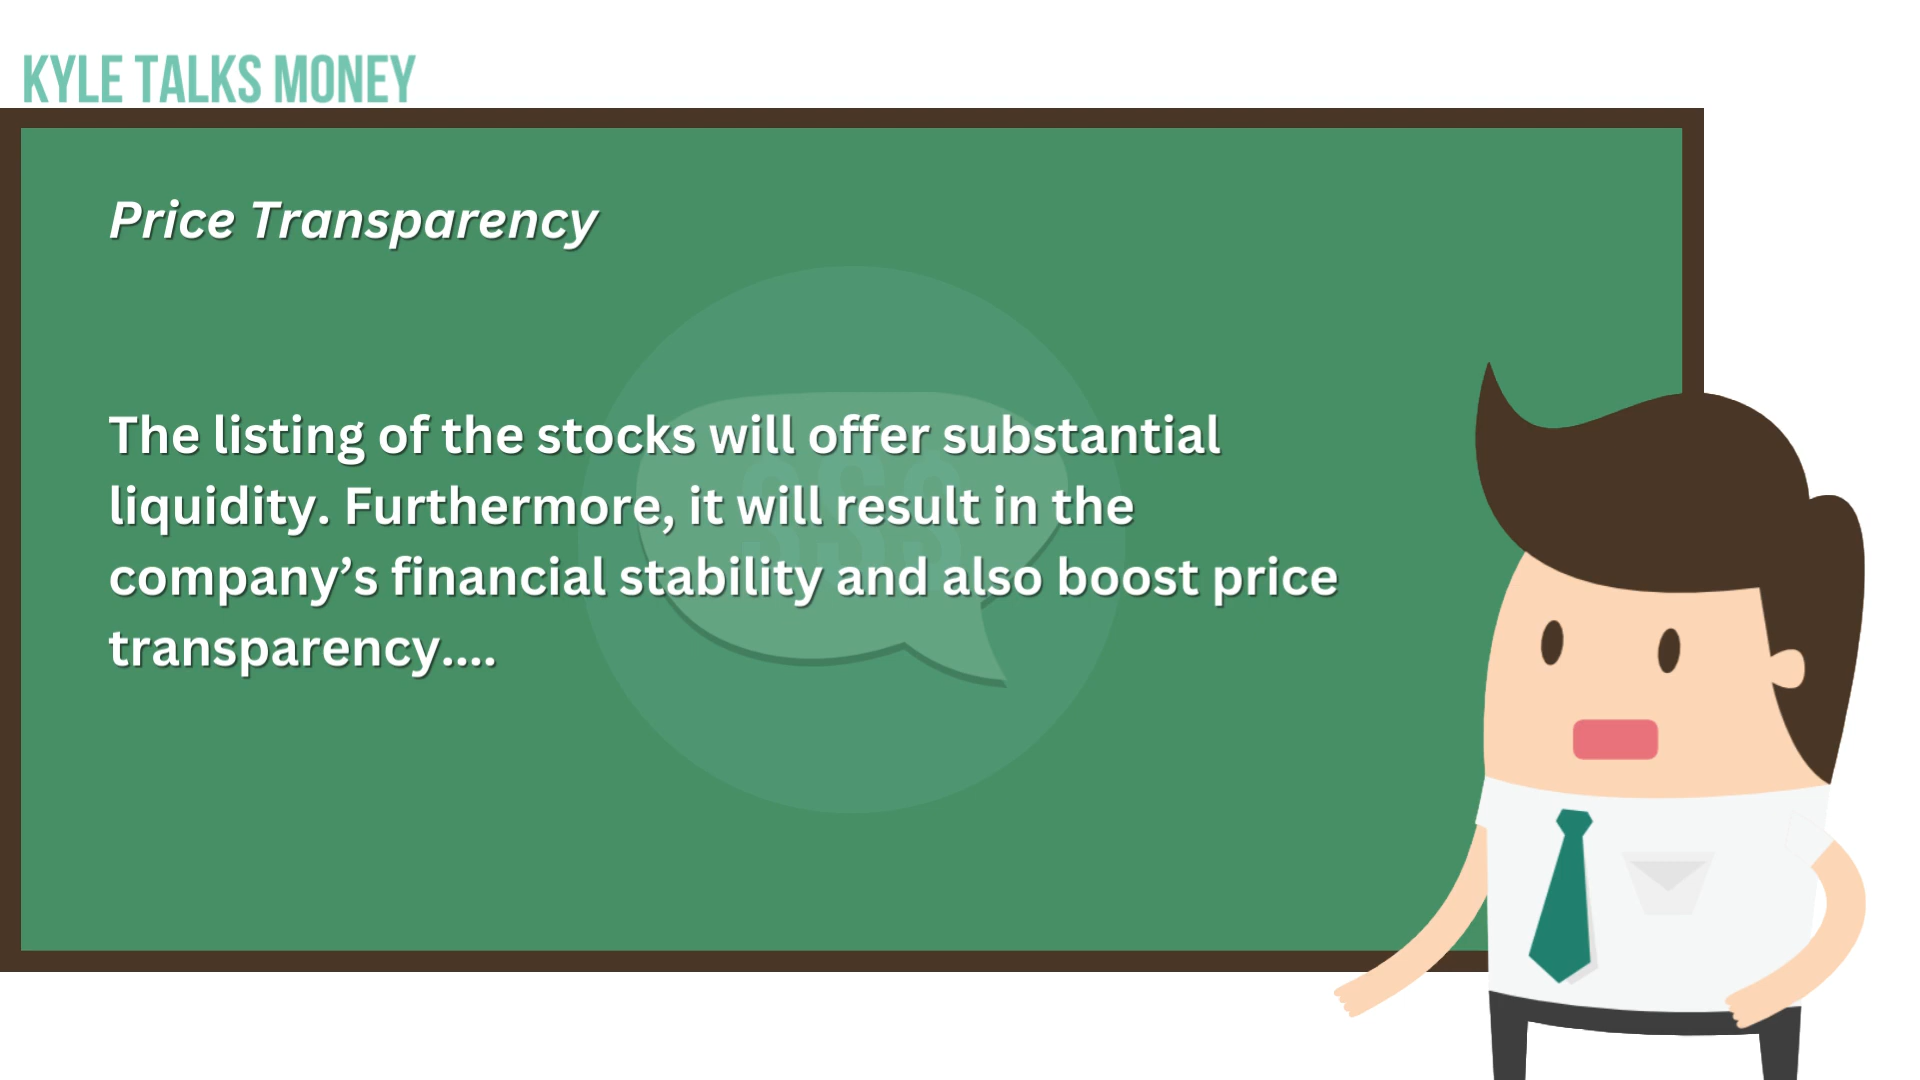 KYLE TALKS MONEY
Price Transparency
The listing of the stocks will offer substantial
liquidity. Furthermore, it will result in the
company’s financial stability and also boost price
transparency....